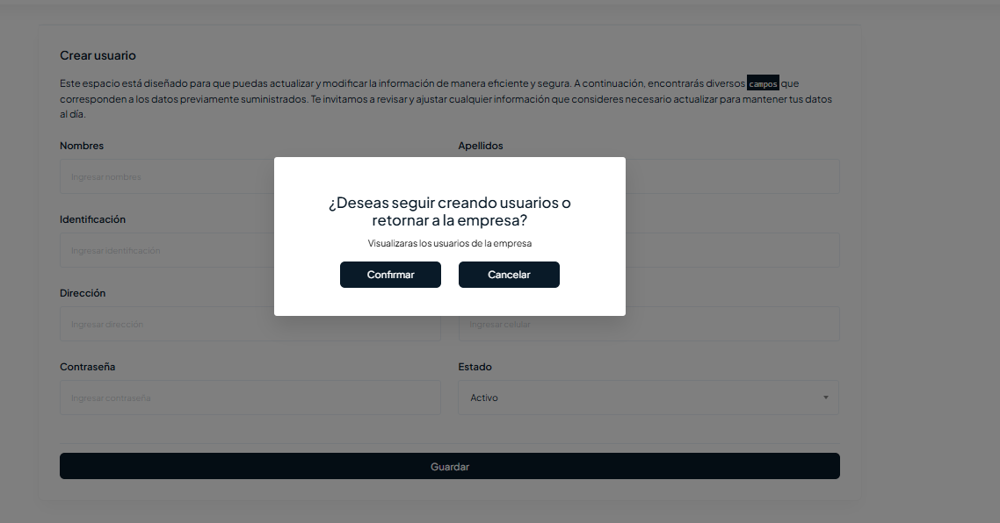 Crear usuario
Este espacio está diseñado para que puedas actualizar y modificar la información de manera eficiente y segura. A continuación, encontrarás diversos campos que
corresponden a los datos previamente suministrados. Te invitamos a revisar y ajustar cualquier información que consideres necesario actualizar para mantener tus datos
al día.
Nombres
Apellidos
Ingresar nombres
¿Deseas seguir creando usuarios o
retornar a la empresa?
Visualizaras los usuarios de la empresa
Confirmar
Cancelar
Identificación
Ingresar identificación
Dirección
Ingresar dirección
Ingresar celular
Contraseña
Estado
Ingresar contraseña
Activo
Guardar